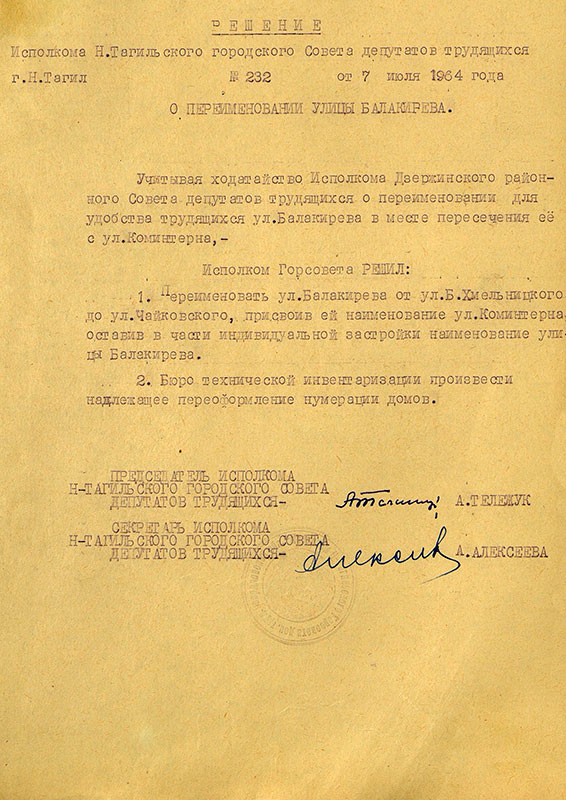 РЕШЕНИЕ
Исполкома Н.Тагильского городского Совета депутатов трудящихся
г.Н.Тагил № 232 от 7 июля 1964 года
О ПЕРЕИМЕНОВАНИИ УЛИЦЫ БАЛАКИРЕВА.
Учитывая ходатайство Исполкома Дзержинского район-
ного Совета депутатов трудящихся о переименовании для
удобства трудящихся ул.Балакирева в месте пересечения её
с ул.Коминтерна,-
Исполком Горсовета РЕШИЛ:
1. Переименовать ул.Балакирева от ул.Б.Хмельницкого
до ул.Чайковского, присвоив ей наименование ул.Коминтерна
оставив в части индивидуальной застройки наименование ули-
цы Балакирева.
2. Бюро технической инвентаризации произвести
надлежащее переоформление нумерации домов.
ПРЕДСЕДАТЕЛЬ ИСПОЛКОМА
Н-ТАГИЛЬСКОГО ГОРОДСКОГО СОВЕТА
ДЕПУТАТОВ ТРУДЯЩИХСЯ- А.ТЕЛЕЖУК
СЕКРЕТАРЬ ИСПОЛКОМА
Н-ТАГИЛЬСКОГО ГОРОДСКОГО СОВЕТА
ДЕПУТАТОВ ТРУДЯЩИХСЯ- А.АЛЕКСЕЕВА